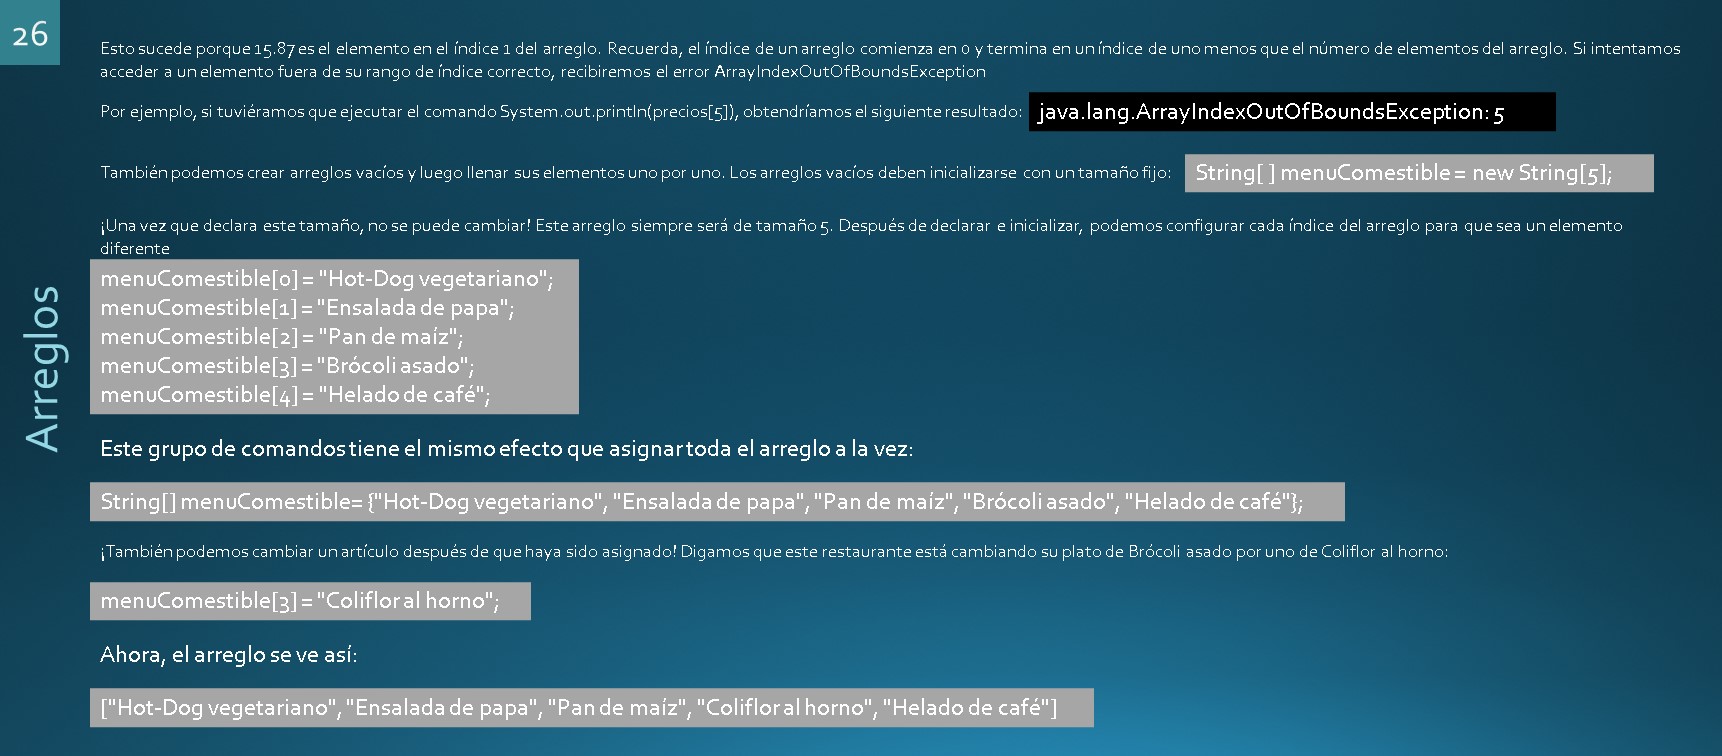 26
Arreglos
Esto sucede porque 15.87 es el elemento en el índice 1 del arreglo. Recuerda, el índice de un arreglo comienza en 0 y termina en un índice de uno menos que el número de elementos del arreglo. Si intentamos
acceder a un elemento fuera de su rango de índice correcto, recibiremos el error ArrayIndexOutOfBoundsException
Por ejemplo, si tuviéramos que ejecutar el comando System.out.println(precios[5]), obtendríamos el siguiente resultado: java.lang.ArrayIndexOutOfBoundsException: 5
También podemos crear arreglos vacíos y luego llenar sus elementos uno por uno. Los arreglos vacíos deben inicializarse con un tamaño fijo: String[ ] menuComestible = new String[5];
¡Una vez que declara este tamaño, no se puede cambiar! Este arreglo siempre será de tamaño 5. Después de declarar e inicializar, podemos configurar cada índice del arreglo para que sea un elemento
diferente
menuComestible[0] = "Hot-Dog vegetariano";
menuComestible[1] = "Ensalada de papa";
menuComestible[2] = "Pan de maíz";
menuComestible[3] = "Brócoli asado";
menuComestible[4] = "Helado de café";
Este grupo de comandos tiene el mismo efecto que asignar toda el arreglo a la vez:
String[] menuComestible= {"Hot-Dog vegetariano", "Ensalada de papa", "Pan de maíz", "Brócoli asado", "Helado de café"};
¡También podemos cambiar un artículo después de que haya sido asignado! Digamos que este restaurante está cambiando su plato de Brócoli asado por uno de Coliflor al horno:
menuComestible[3] = "Coliflor al horno";
Ahora, el arreglo se ve así:
["Hot-Dog vegetariano", "Ensalada de papa", "Pan de maíz", "Coliflor al horno", "Helado de café"]